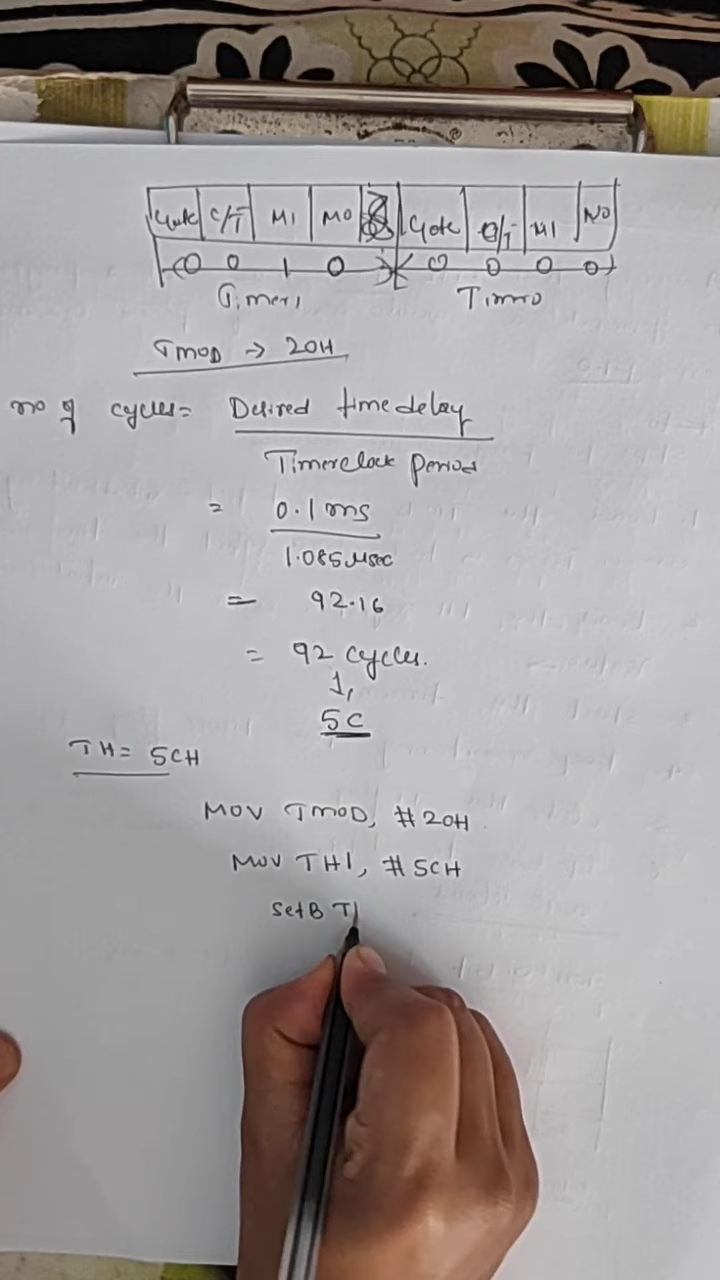 Gate C/T M1 M0 Gate C/T M1 M0
0 0 1 0 0 0 0 0
Timer1 Timer0
TMOD → 20H
no of cycles = Desired time delay
Timerclock period
= 0.1 ms
1.085 μsec
= 92.16
= 92 cycles.
↓
5C
TH = 5CH
MOV TMOD, #20H
MOV TH1, #5CH
SetB T